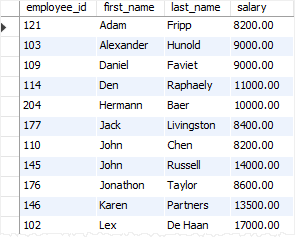 employee_id first_name last_name salary
121 Adam Fripp 8200.00
103 Alexander Hunold 9000.00
109 Daniel Faviet 9000.00
114 Den Raphaely 11000.00
204 Hermann Baer 10000.00
177 Jack Livingston 8400.00
110 John Chen 8200.00
145 John Russell 14000.00
176 Jonathon Taylor 8600.00
146 Karen Partners 13500.00
102 Lex De Haan 17000.00